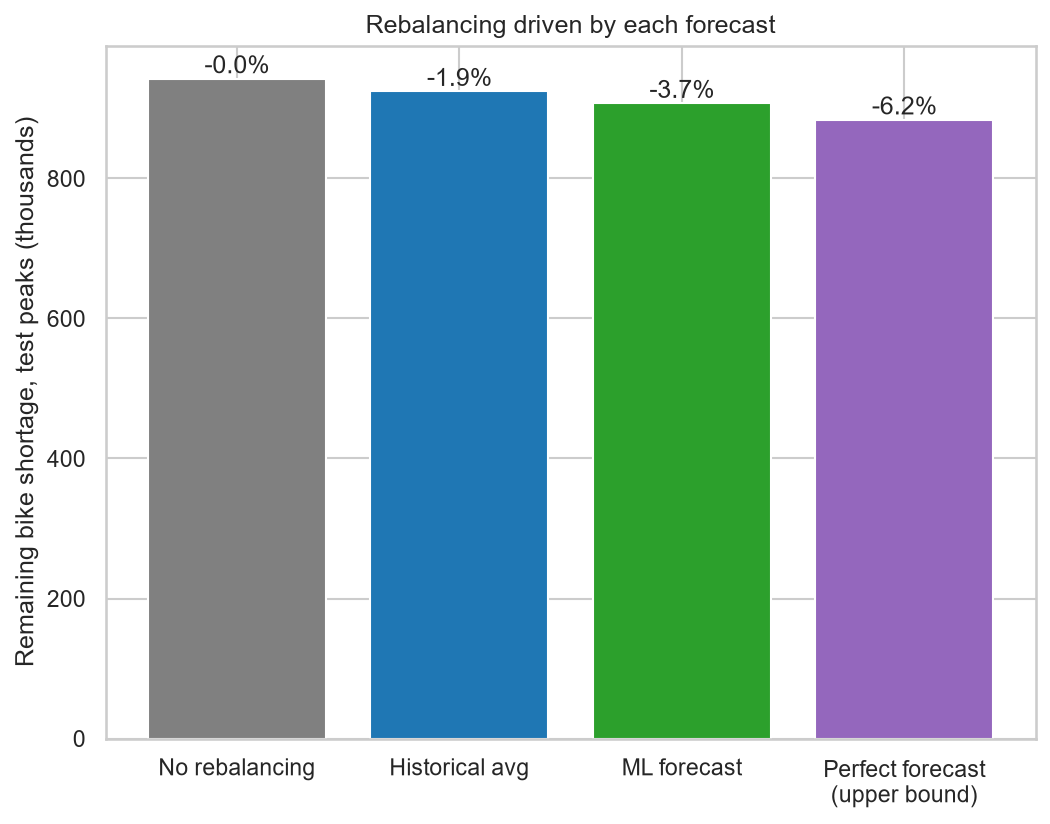 Rebalancing driven by each forecast
Remaining bike shortage, test peaks (thousands)
800
600
400
200
0
-0.0%
-1.9%
-3.7%
-6.2%
No rebalancing
Historical avg
ML forecast
Perfect forecast
(upper bound)